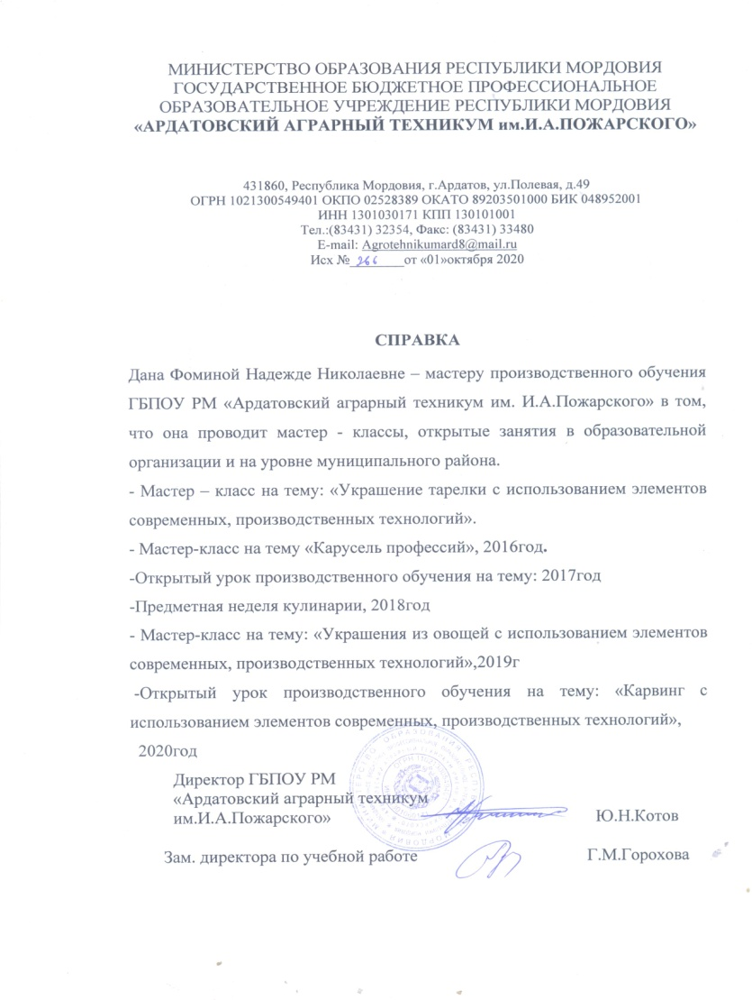 МИНИСТЕРСТВО ОБРАЗОВАНИЯ РЕСПУБЛИКИ МОРДОВИЯ
ГОСУДАРСТВЕННОЕ БЮДЖЕТНОЕ ПРОФЕССИОНАЛЬНОЕ
ОБРАЗОВАТЕЛЬНОЕ УЧРЕЖДЕНИЕ РЕСПУБЛИКИ МОРДОВИЯ
«АРДАТОВСКИЙ АГРАРНЫЙ ТЕХНИКУМ им.И.А.ПОЖАРСКОГО»
431860, Республика Мордовия, г.Ардатов, ул.Полевая, д.49
ОГРН 1021300549401 ОКПО 02528389 ОКАТО 89203501000 БИК 048952001
ИНН 1301030171 КПП 130101001
Тел.:(83431) 32354, Факс: (83431) 33480
E-mail: Agrotehnikumard8@mail.ru
Исх № 266 от «01»октября 2020
СПРАВКА
Дана Фоминой Надежде Николаевне – мастеру производственного обучения
ГБПОУ РМ «Ардатовский аграрный техникум им. И.А.Пожарского» в том,
что она проводит мастер - классы, открытые занятия в образовательной
организации и на уровне муниципального района.
- Мастер – класс на тему: «Украшение тарелки с использованием элементов
современных, производственных технологий».
- Мастер-класс на тему «Карусель профессий», 2016год.
-Открытый урок производственного обучения на тему: 2017год
-Предметная неделя кулинарии, 2018год
- Мастер-класс на тему: «Украшения из овощей с использованием элементов
современных, производственных технологий»,2019г
-Открытый урок производственного обучения на тему: «Карвинг с
использованием элементов современных, производственных технологий»,
2020год
Директор ГБПОУ РМ
«Ардатовский аграрный техникум
им.И.А.Пожарского» Ю.Н.Котов
Зам. директора по учебной работе Г.М.Горохова